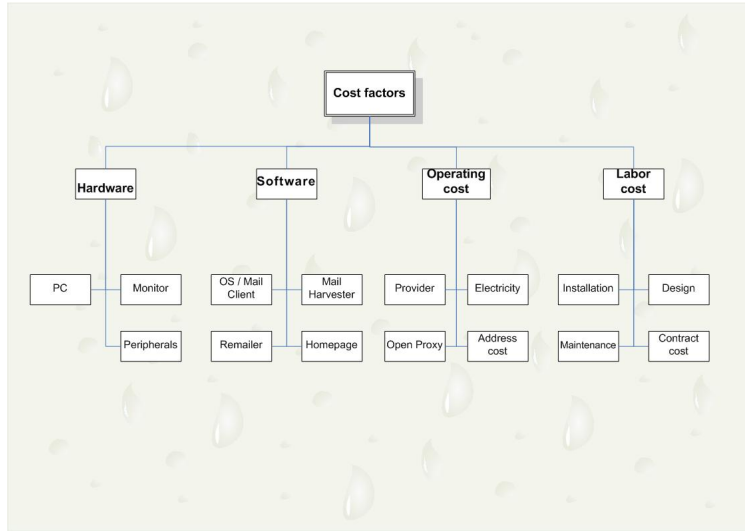 Cost factors
Hardware
Software
Operating
cost
Labor
cost
PC
Monitor
OS / Mail
Client
Mail
Harvester
Provider
Electricity
Installation
Design
Peripherals
Remailer
Homepage
Open Proxy
Address
cost
Maintenance
Contract
cost